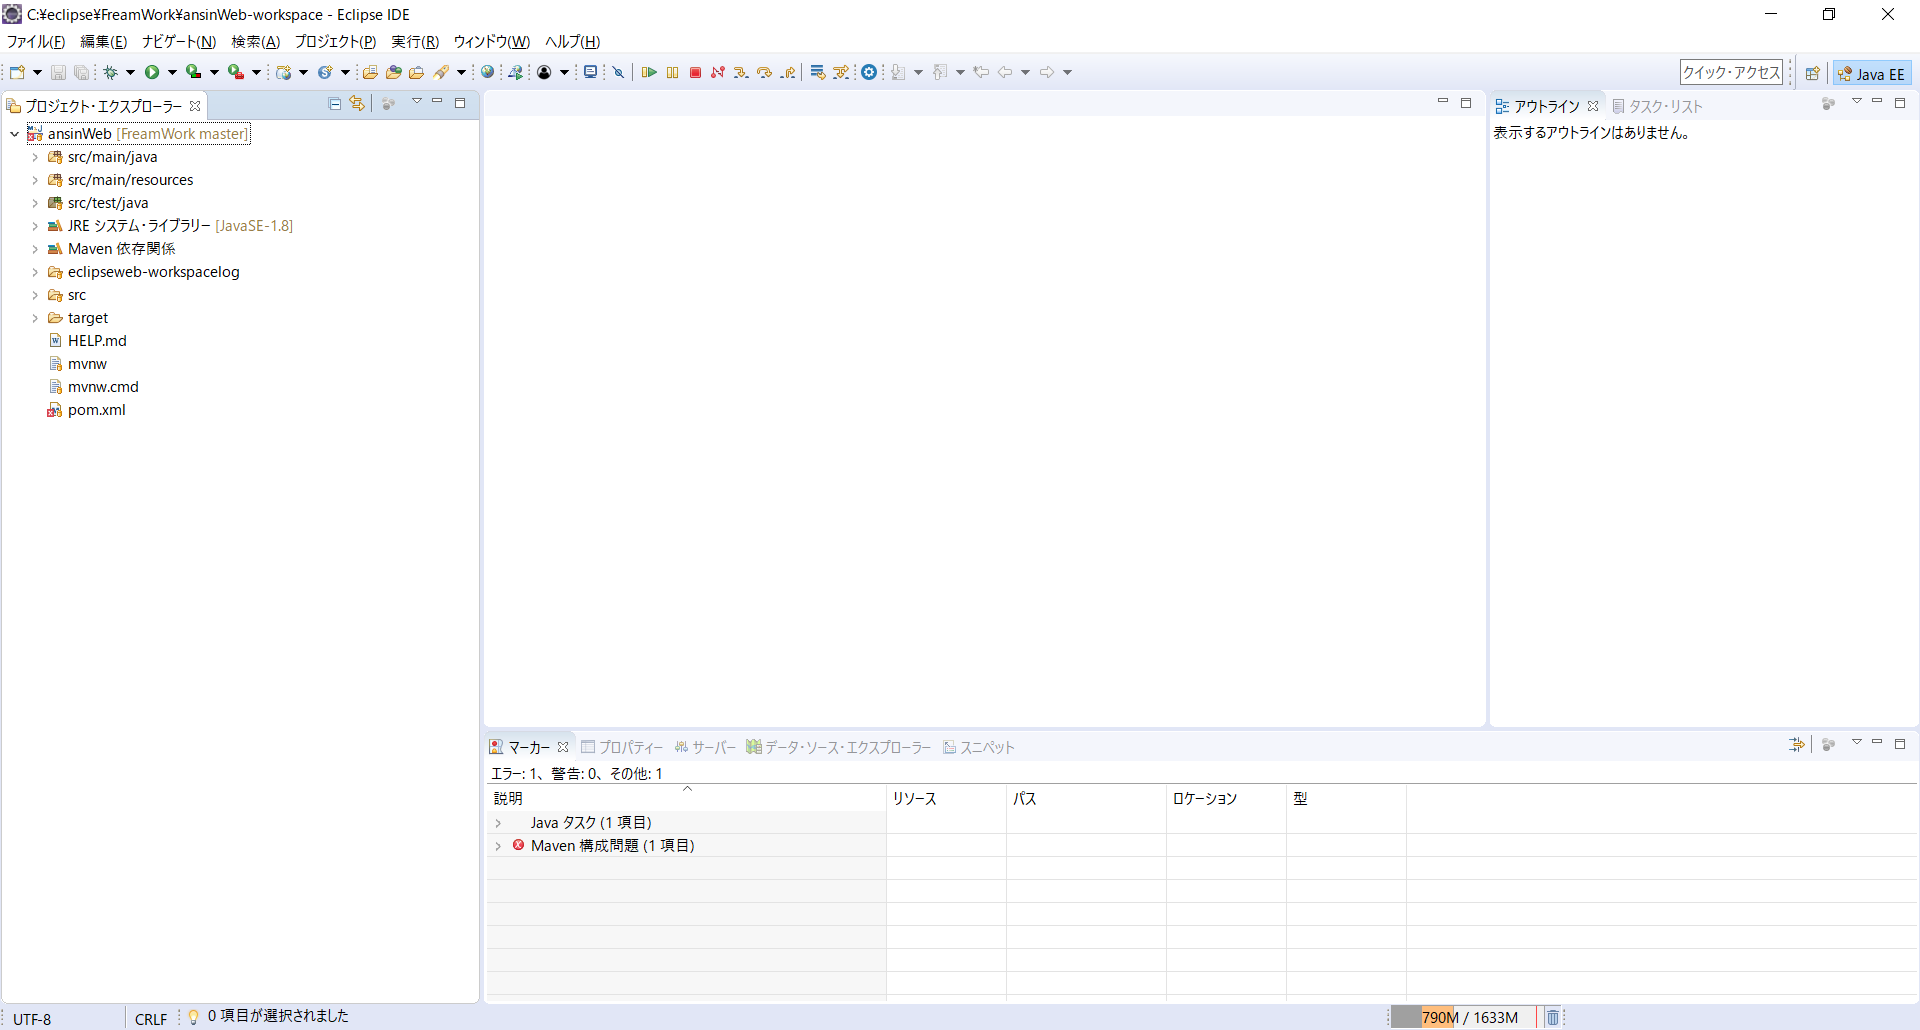 C:¥eclipse¥FreamWork¥ansinWeb-workspace - Eclipse IDE
ファイル(F) 編集(E) ナビゲート(N) 検索(A) プロジェクト(P) 実行(R) ウィンドウ(W) ヘルプ(H)
クイック・アクセス Java EE
プロジェクト・エクスプローラー
ansinWeb [FreamWork master]
src/main/java
src/main/resources
src/test/java
JRE システム・ライブラリー [JavaSE-1.8]
Maven 依存関係
eclipseweb-workspacelog
src
target
HELP.md
mvnw
mvnw.cmd
pom.xml
アウトライン タスク・リスト
表示するアウトラインはありません。
マーカー プロパティー サーバー データ・ソース・エクスプローラー スニペット
エラー: 1、警告: 0、その他: 1
説明 リソース パス ロケーション 型
Java タスク (1 項目)
Maven 構成問題 (1 項目)
UTF-8 CRLF 0 項目が選択されました 790M / 1633M